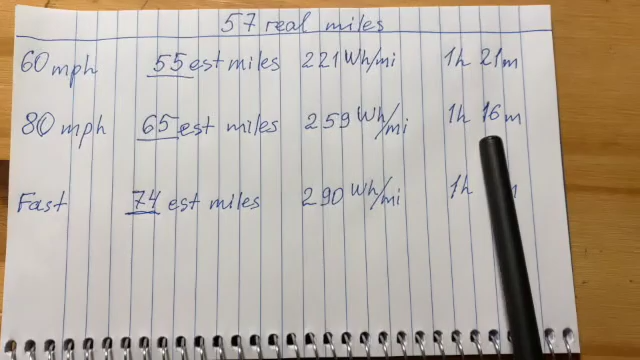 57 real miles
60 mph 55 est miles 221 Wh/mi 1h 21m
80 mph 65 est miles 259 Wh/mi 1h 16m
Fast 74 est miles 290 Wh/mi 1h